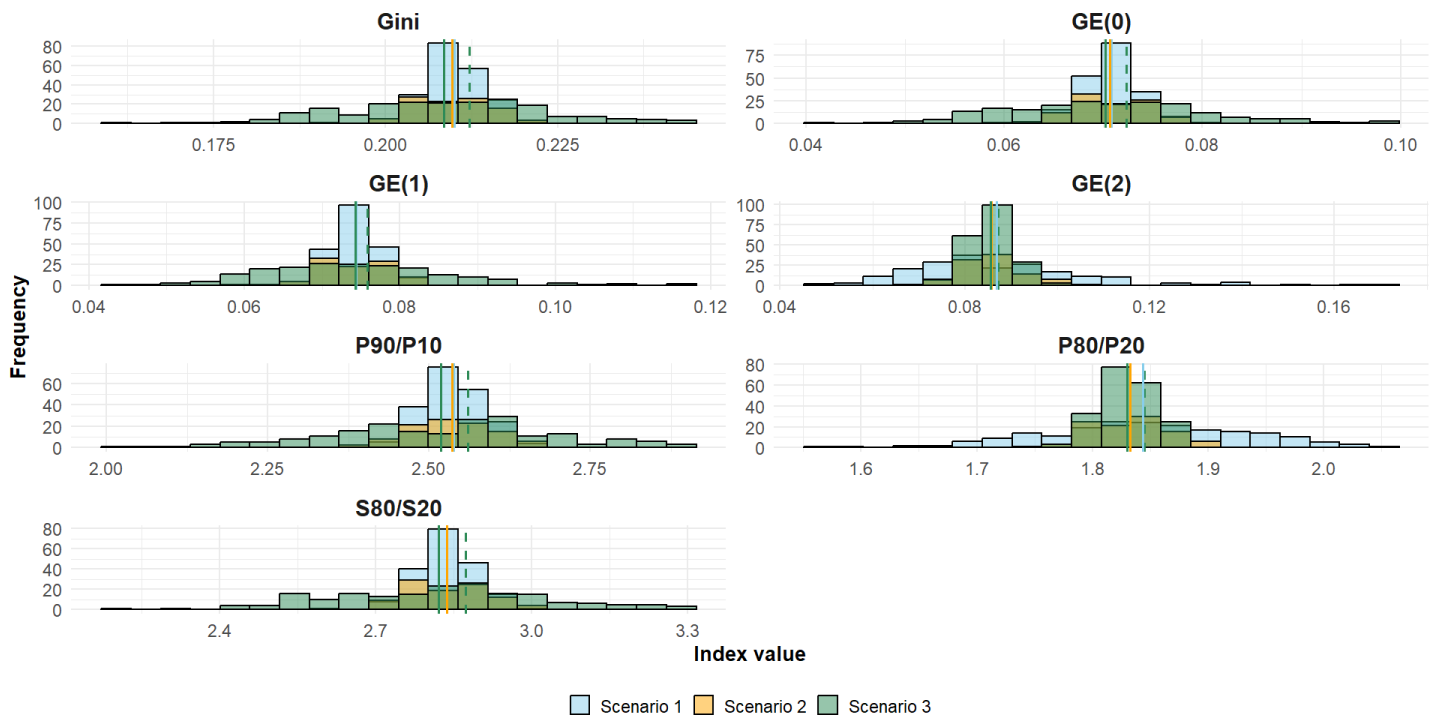 Gini
80
60
40
20
0
0.175 0.200 0.225
GE(0)
75
50
25
0
0.04 0.06 0.08 0.10
GE(1)
100
75
50
25
0
0.04 0.06 0.08 0.10 0.12
GE(2)
100
75
50
25
0
0.08 0.12 0.16
P90/P10
60
40
20
0
2.00 2.25 2.50 2.75
P80/P20
80
60
40
20
0
1.6 1.7 1.8 1.9 2.0
S80/S20
80
60
40
20
0
2.4 2.7 3.0 3.3
Frequency
Index value
Scenario 1 Scenario 2 Scenario 3